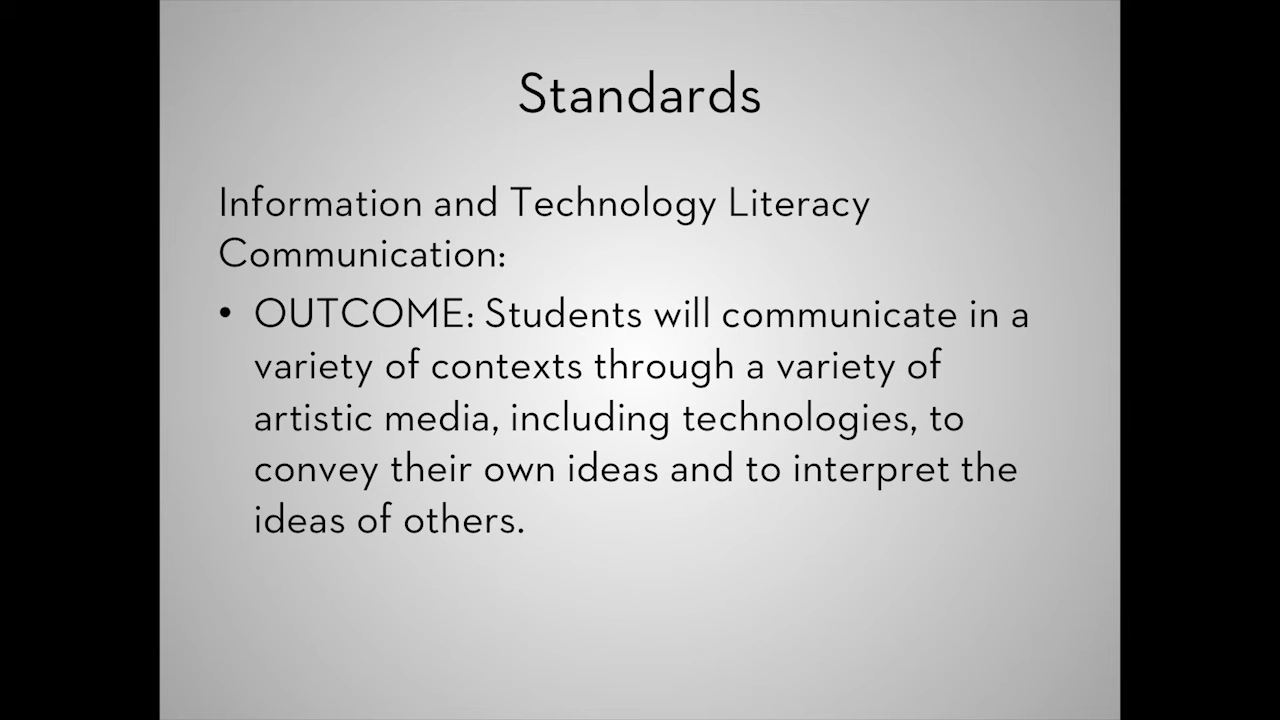 Standards
Information and Technology Literacy
Communication:
• OUTCOME: Students will communicate in a
variety of contexts through a variety of
artistic media, including technologies, to
convey their own ideas and to interpret the
ideas of others.